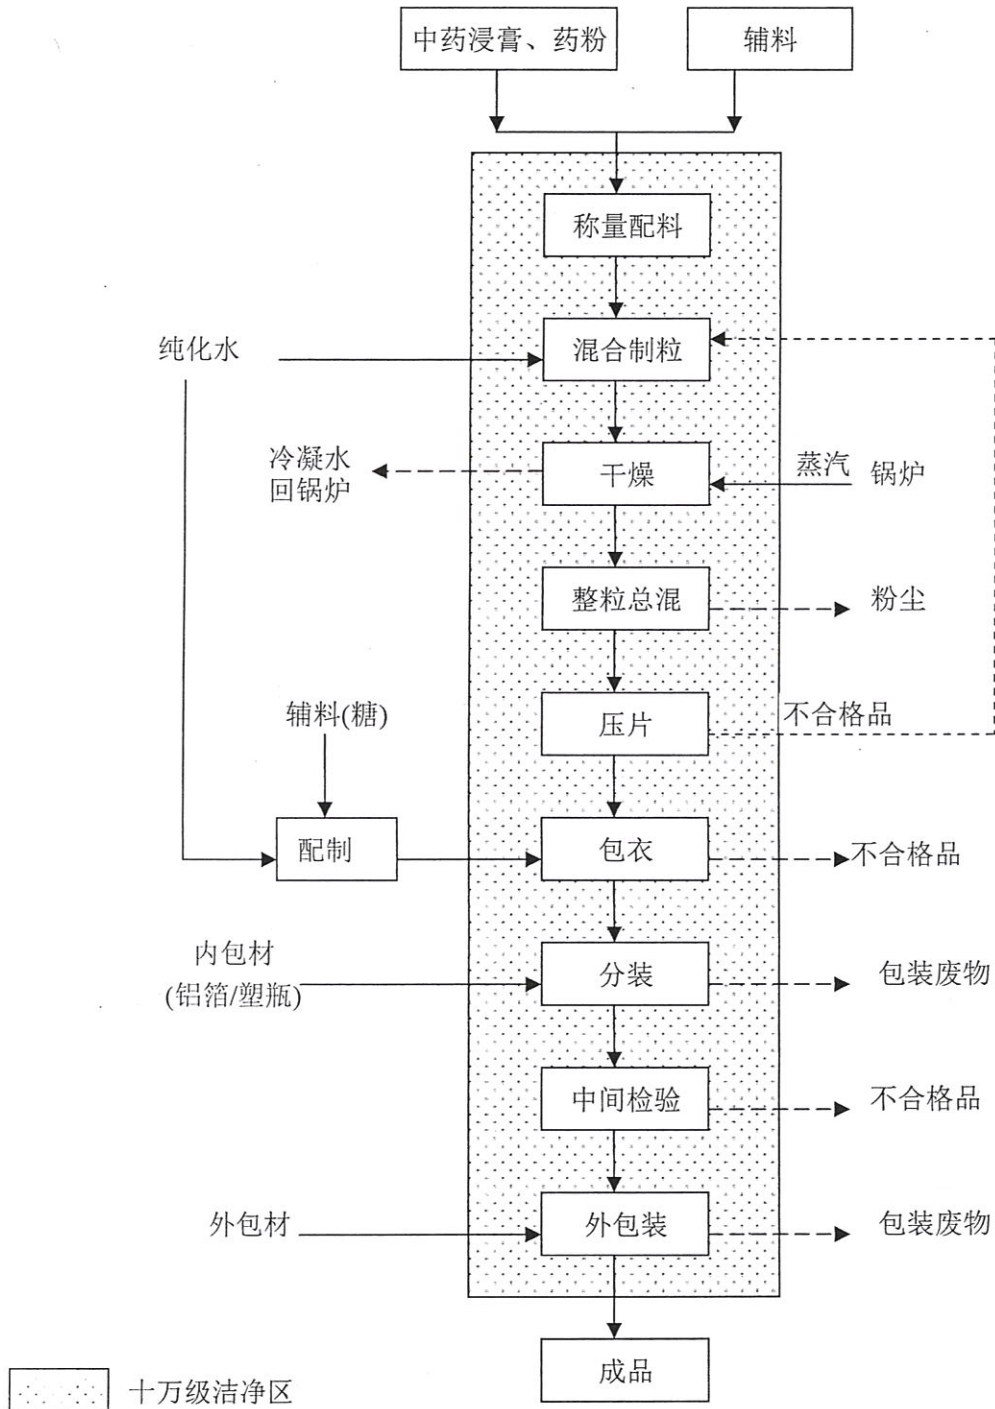 中药浸膏、药粉
辅料
称量配料
纯化水
混合制粒
冷凝水
回锅炉
干燥
蒸汽
锅炉
整粒总混
粉尘
辅料(糖)
压片
不合格品
配制
包衣
不合格品
内包材
(铝箔/塑瓶)
分装
包装废物
中间检验
不合格品
外包材
外包装
包装废物
成品
十万级洁净区